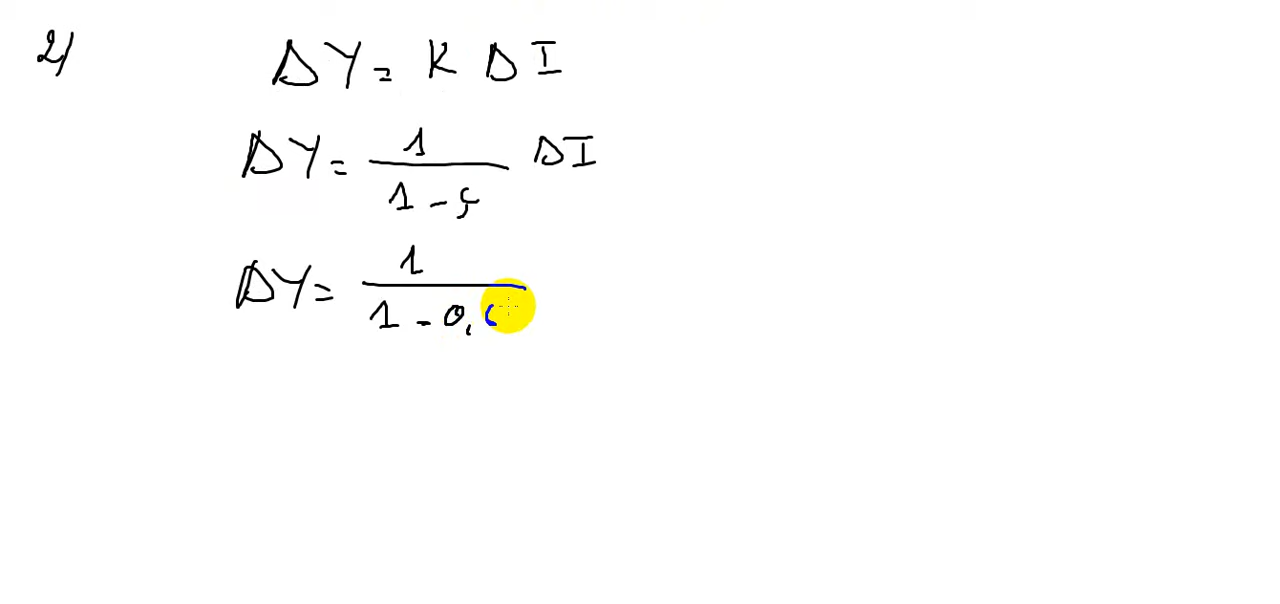 2/
ΔY = K ΔI
ΔY = 1 / (1 - c) ΔI
ΔY = 1 / (1 - 0,